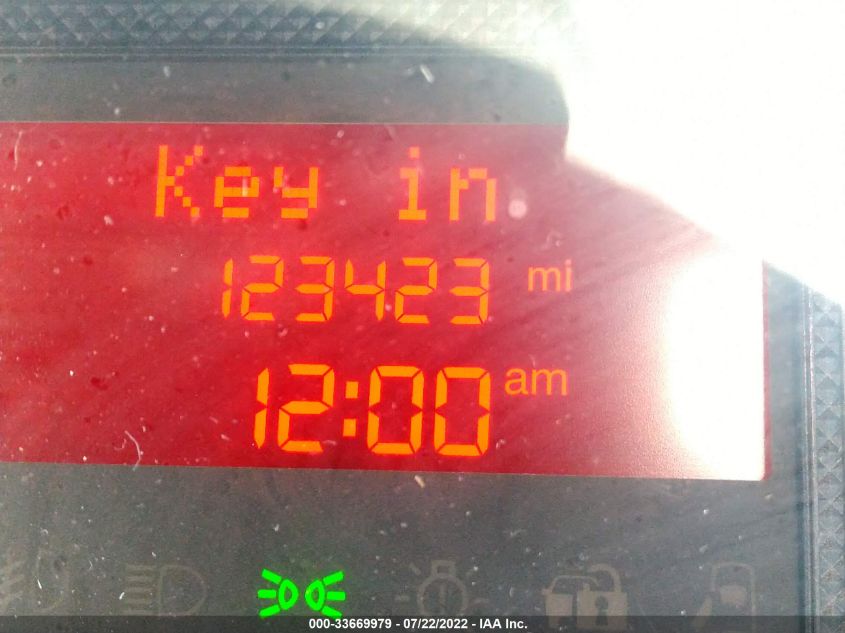 Key in
123423 mi
12:00 am
000-33669979 - 07/22/2022 - IAA Inc.